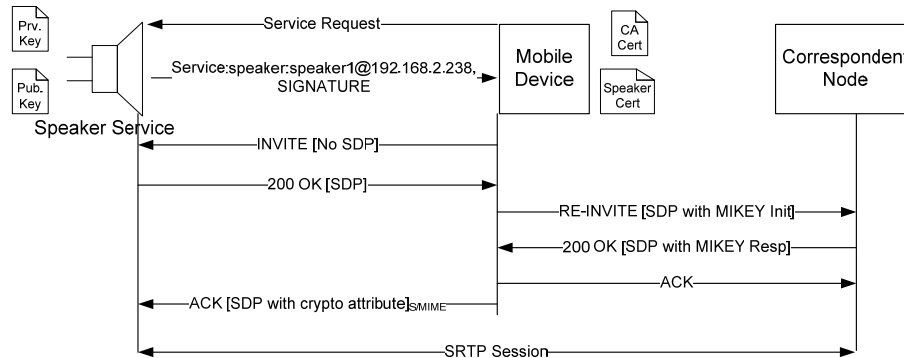 Prv.
Key
Pub.
Key
Speaker Service
Service Request
Service:speaker:speaker1@192.168.2.238,
SIGNATURE
Mobile
Device
CA
Cert
Speaker
Cert
Correspondent
Node
INVITE [No SDP]
200 OK [SDP]
RE-INVITE [SDP with MIKEY Init]
200 OK [SDP with MIKEY Resp]
ACK
ACK [SDP with crypto attribute]S/MIME
SRTP Session